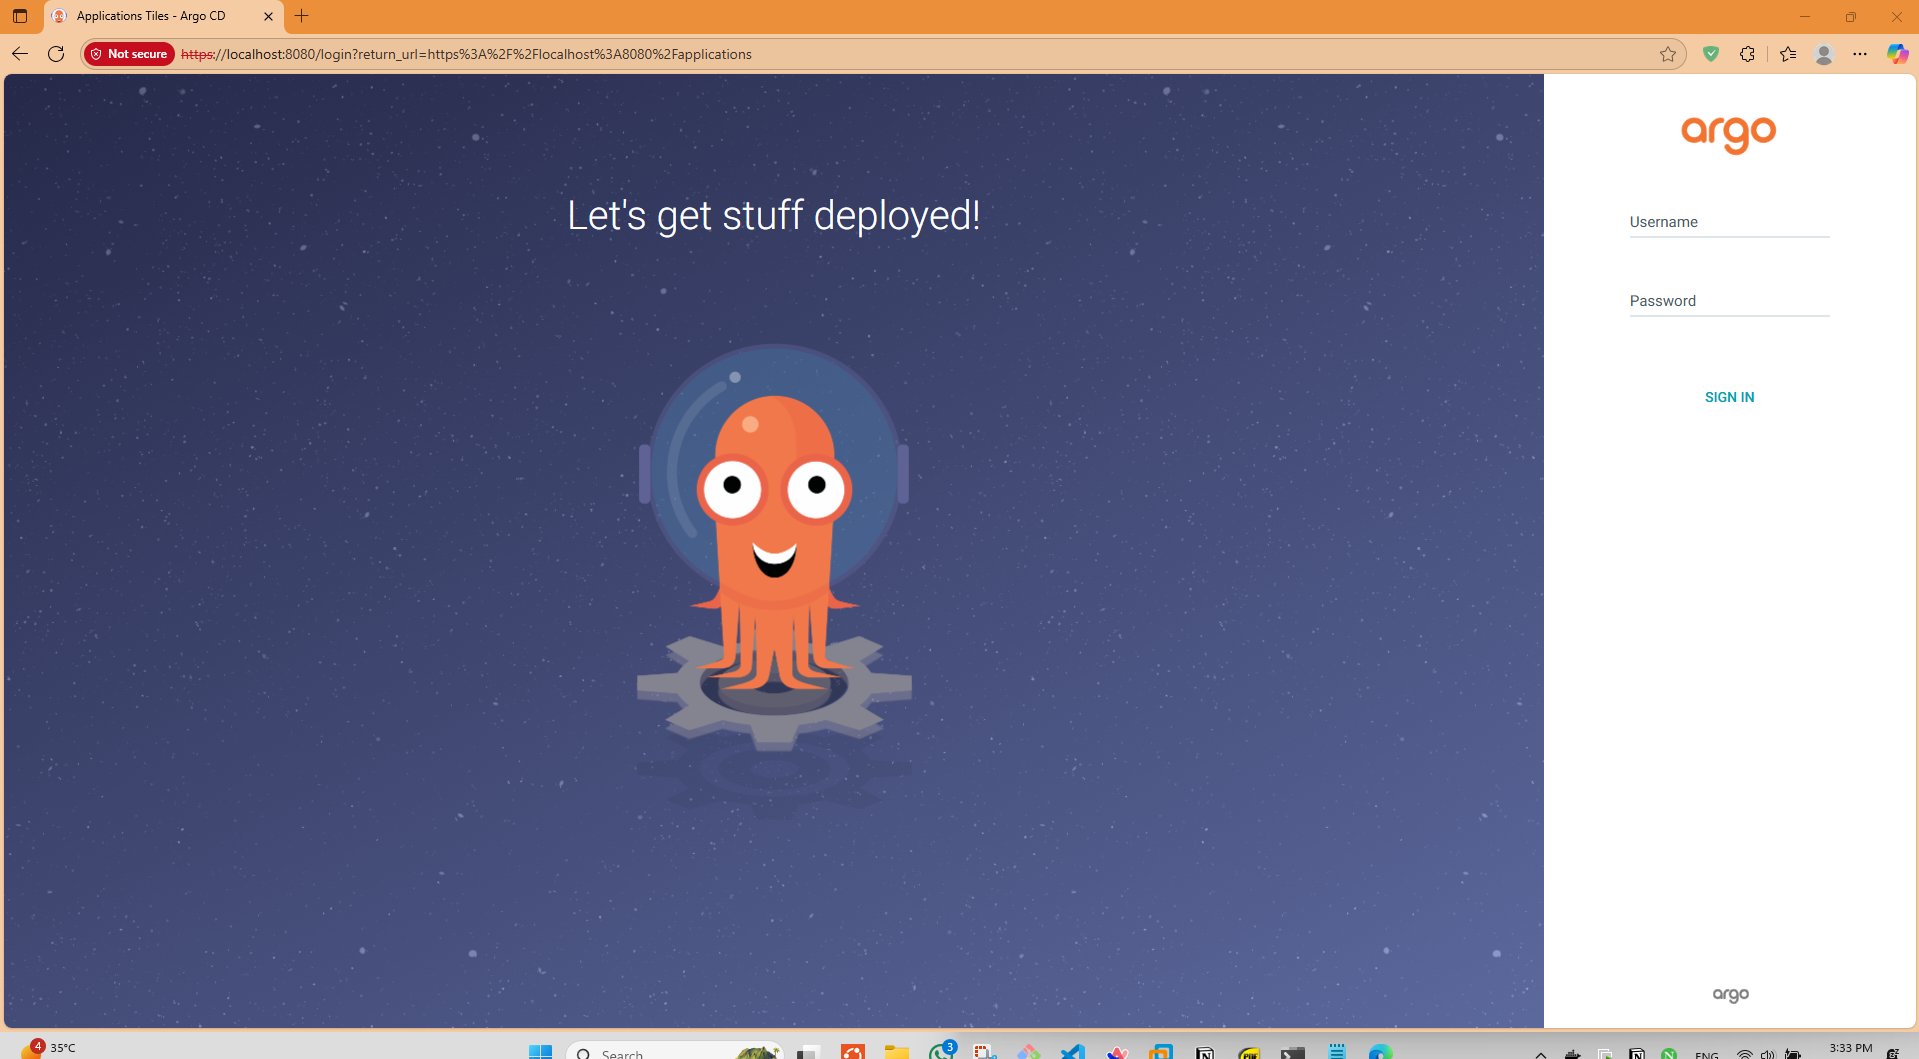 Applications Tiles - Argo CD
Not secure https://localhost:8080/login?return_url=https%3A%2F%2Flocalhost%3A8080%2Fapplications
Let's get stuff deployed!
argo
Username
Password
SIGN IN
argo
4
35°C
Search
3
ENG
3:33 PM